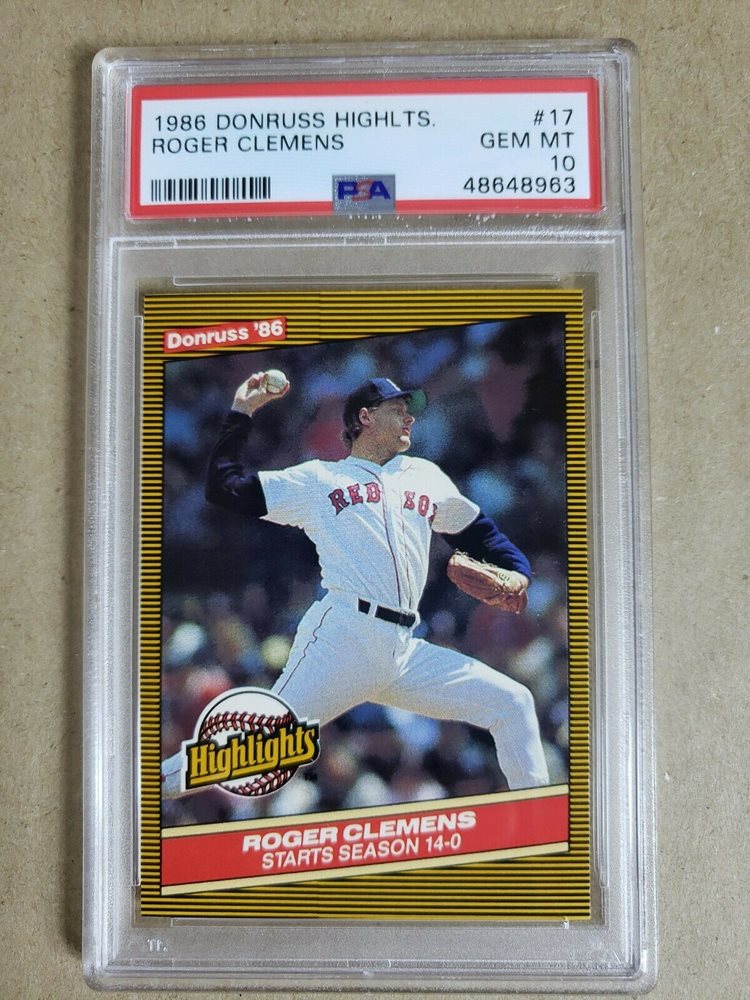 1986 DONRUSS HIGHLTS. #17
ROGER CLEMENS GEM MT
10
PSA 48648963
Donruss '86
RED SO
Highlights
ROGER CLEMENS
STARTS SEASON 14-0